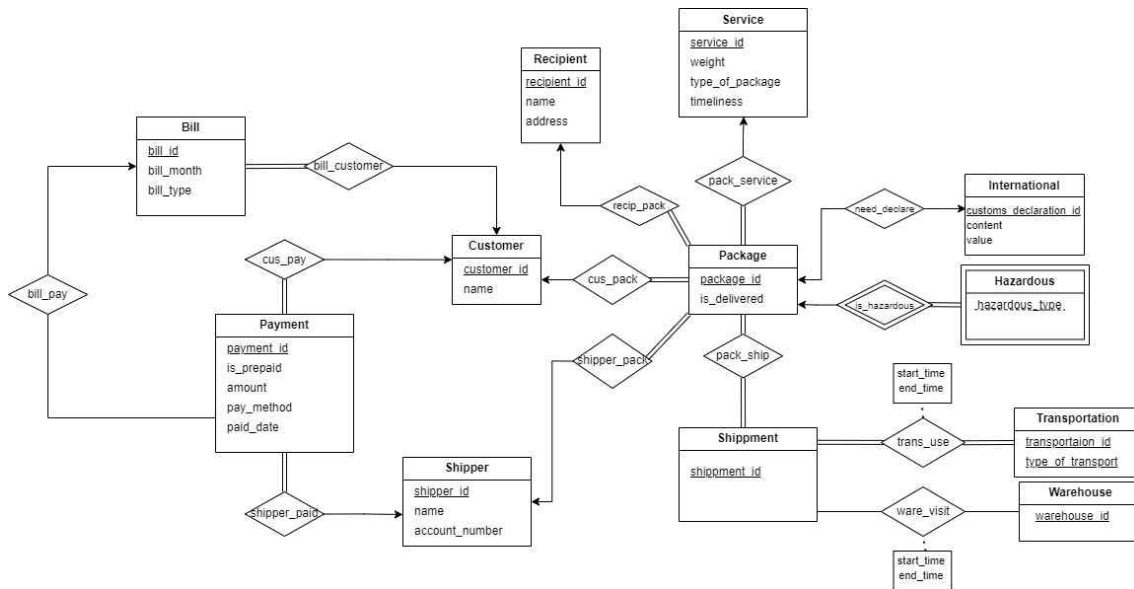 Service
service_id
weight
type_of_package
timeliness
Recipient
recipient_id
name
address
Bill
bill_id
bill_month
bill_type
bill_customer
pack_service
recip_pack
need_declare
International
customs_declaration_id
content
value
Customer
customer_id
name
cus_pay
cus_pack
Package
package_id
is_delivered
is_hazardous
Hazardous
hazardous_type
bill_pay
Payment
payment_id
is_prepaid
amount
pay_method
paid_date
shipper_pack
pack_ship
start_time
end_time
Shippment
shippment_id
trans_use
Transportation
transportaion_id
type_of_transport
Shipper
shipper_id
name
account_number
shipper_paid
ware_visit
Warehouse
warehouse_id
start_time
end_time